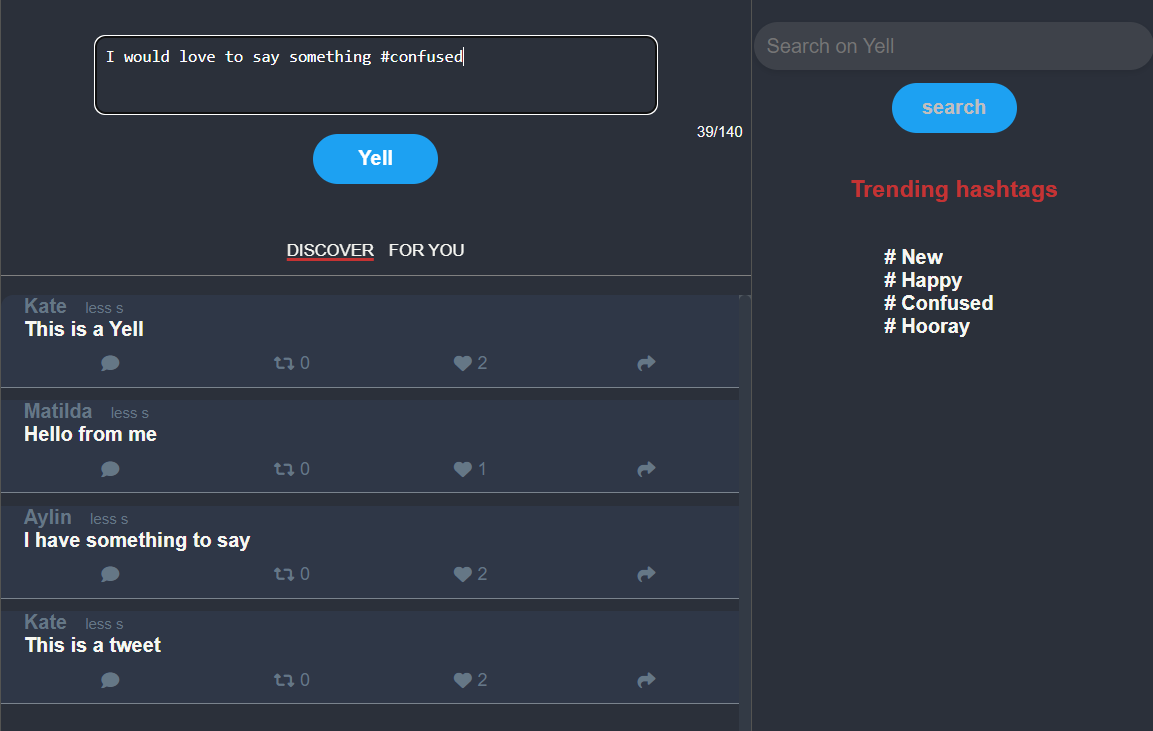 I would love to say something #confused
39/140
Yell
DISCOVER FOR YOU
Kate less s
This is a Yell
0 2
Matilda less s
Hello from me
0 1
Aylin less s
I have something to say
0 2
Kate less s
This is a tweet
0 2
Search on Yell
search
Trending hashtags
# New
# Happy
# Confused
# Hooray